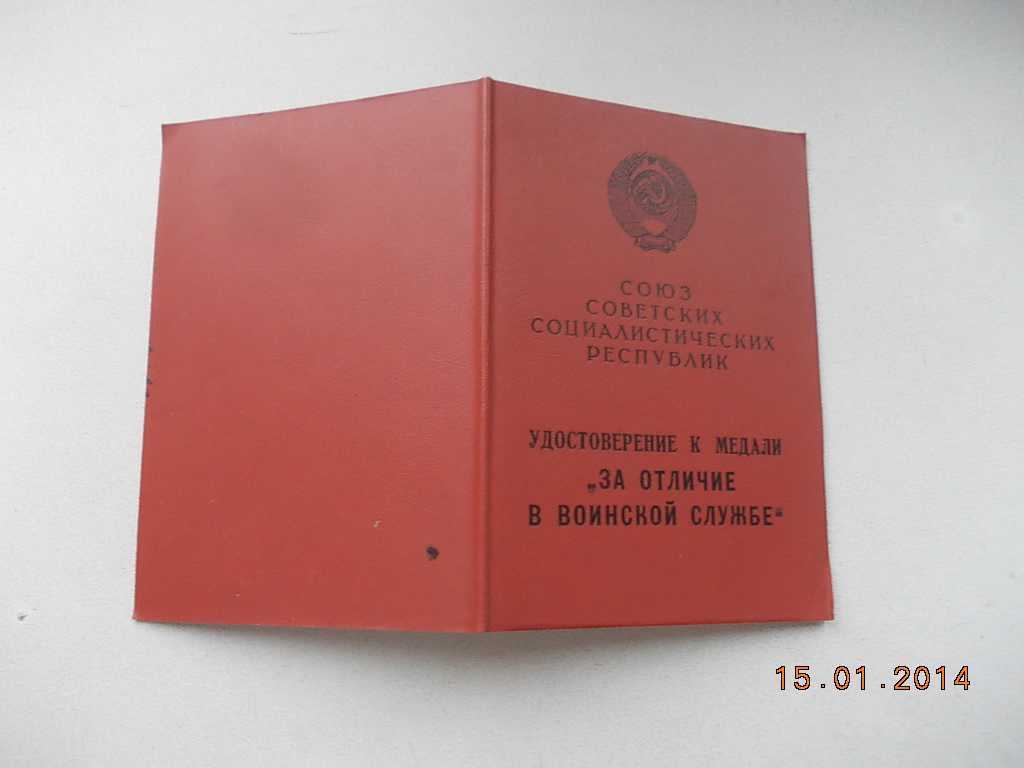 СОЮЗ
СОВЕТСКИХ
СОЦИАЛИСТИЧЕСКИХ
РЕСПУБЛИК
УДОСТОВЕРЕНИЕ К МЕДАЛИ
„ЗА ОТЛИЧИЕ
В ВОИНСКОЙ СЛУЖБЕ“
15.01.2014